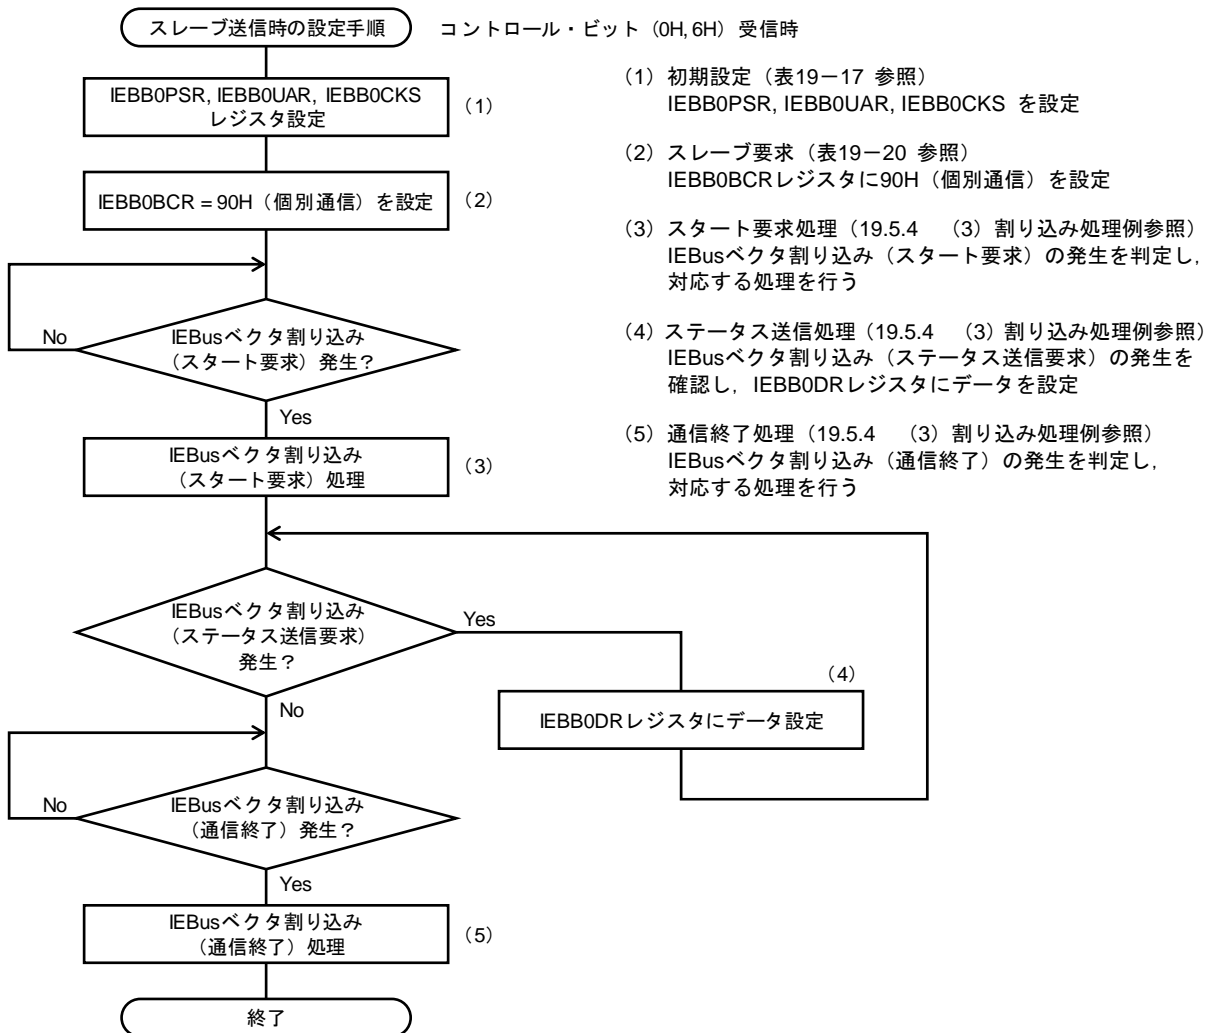 スレーブ送信時の設定手順
コントロール・ビット（0H, 6H）受信時
IEBB0PSR, IEBB0UAR, IEBB0CKS
レジスタ設定
（1）
IEBB0BCR = 90H（個別通信）を設定
（2）
No
IEBusベクタ割り込み
（スタート要求）発生？
Yes
IEBusベクタ割り込み
（スタート要求）処理
（3）
IEBusベクタ割り込み
（ステータス送信要求）
発生？
Yes
（4）
IEBB0DRレジスタにデータ設定
No
No
IEBusベクタ割り込み
（通信終了）発生？
Yes
IEBusベクタ割り込み
（通信終了）処理
（5）
終了
（1）初期設定（表19－17 参照）
IEBB0PSR, IEBB0UAR, IEBB0CKS を設定
（2）スレーブ要求（表19－20 参照）
IEBB0BCRレジスタに90H（個別通信）を設定
（3）スタート要求処理（19.5.4 （3）割り込み処理例参照）
IEBusベクタ割り込み（スタート要求）の発生を判定し，
対応する処理を行う
（4）ステータス送信処理（19.5.4 （3）割り込み処理例参照）
IEBusベクタ割り込み（ステータス送信要求）の発生を
確認し，IEBB0DRレジスタにデータを設定
（5）通信終了処理（19.5.4 （3）割り込み処理例参照）
IEBusベクタ割り込み（通信終了）の発生を判定し，
対応する処理を行う